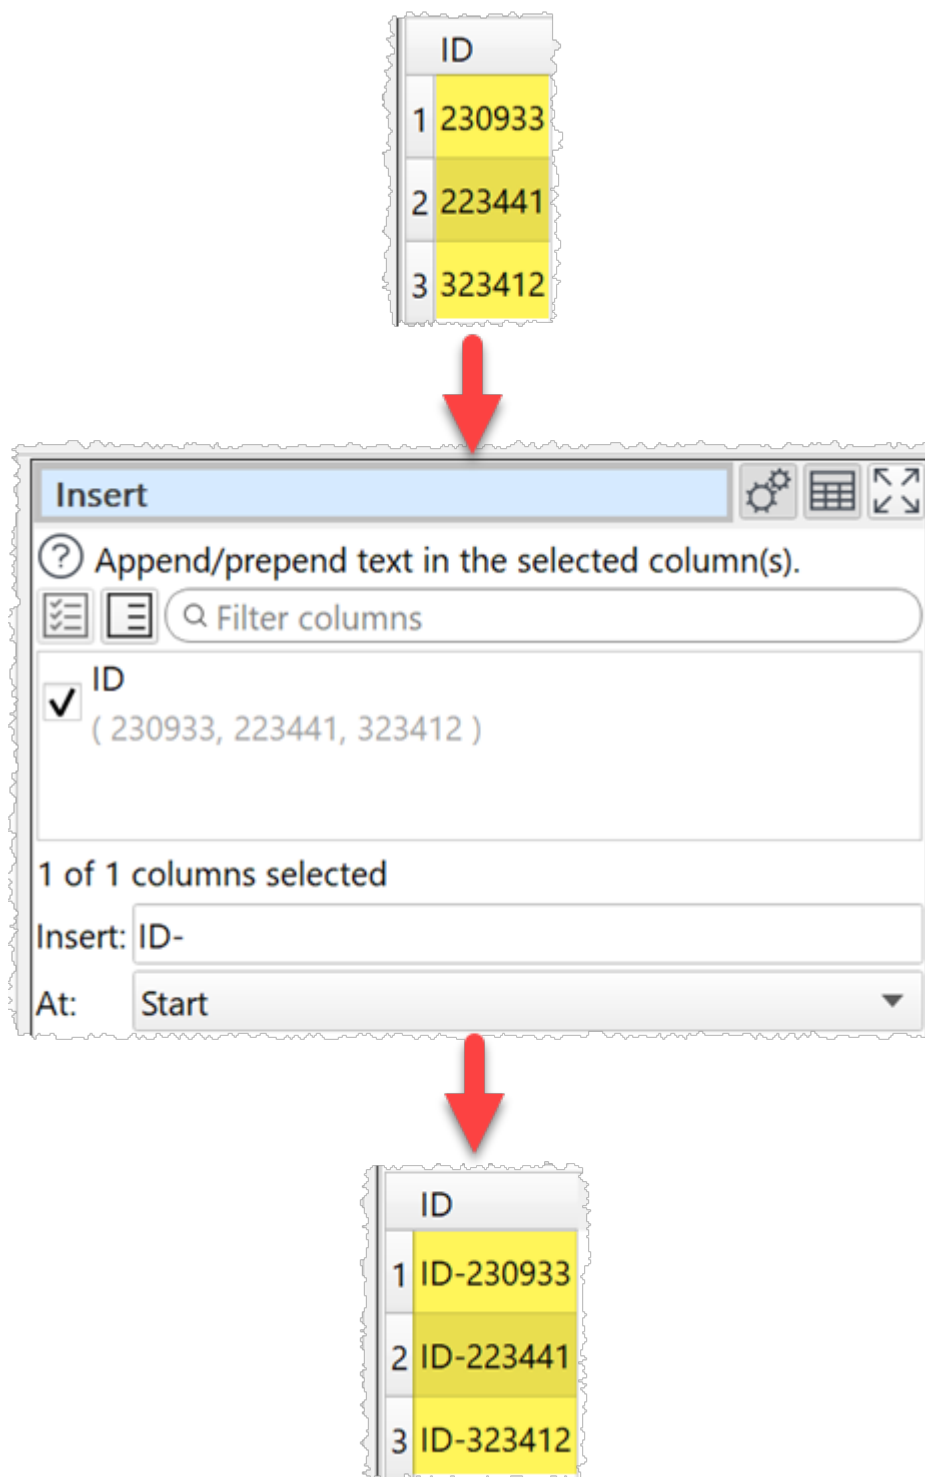 ID
1 230933
2 223441
3 323412
Insert
? Append/prepend text in the selected column(s).
Filter columns
ID
( 230933, 223441, 323412 )
1 of 1 columns selected
Insert: ID-
At: Start
ID
1 ID-230933
2 ID-223441
3 ID-323412